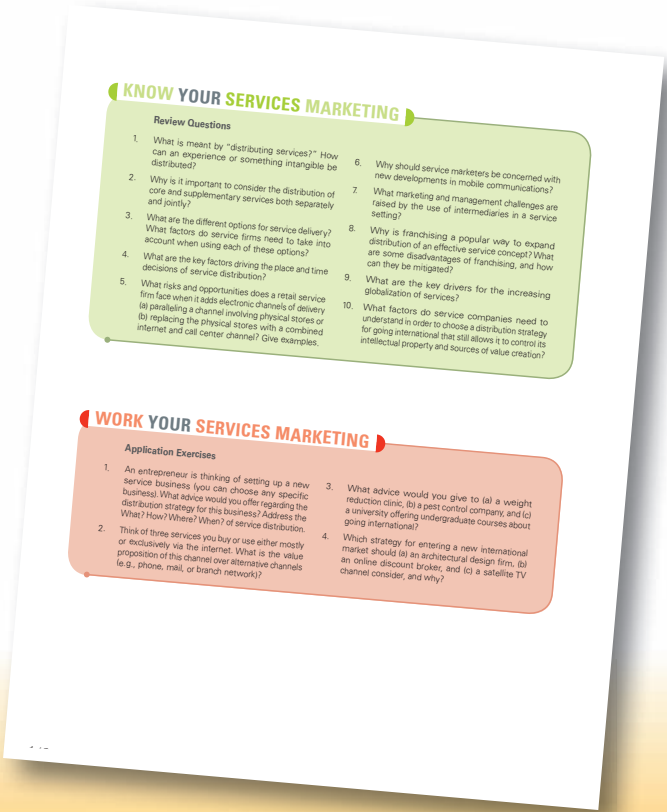 KNOW YOUR SERVICES MARKETING
Review Questions
1. What is meant by “distributing services?” How
can an experience or something intangible be
distributed?
2. Why is it important to consider the distribution of
core and supplementary services both separately
and jointly?
3. What are the different options for service delivery?
What factors do service firms need to take into
account when using each of these options?
4. What are the key factors driving the place and time
decisions of service distribution?
5. What risks and opportunities does a retail service
firm face when it adds electronic channels of delivery
(a) paralleling a channel involving physical stores or
(b) replacing the physical stores with a combined
internet and call center channel? Give examples.
6. Why should service marketers be concerned with
new developments in mobile communications?
7. What marketing and management challenges are
raised by the use of intermediaries in a service
setting?
8. Why is franchising a popular way to expand
distribution of an effective service concept? What
are some disadvantages of franchising, and how
can they be mitigated?
9. What are the key drivers for the increasing
globalization of services?
10. What factors do service companies need to
understand in order to choose a distribution strategy
for going international that still allows it to control its
intellectual property and sources of value creation?
WORK YOUR SERVICES MARKETING
Application Exercises
1. An entrepreneur is thinking of setting up a new
service business (you can choose any specific
business). What advice would you offer regarding the
distribution strategy for this business? Address the
What? How? Where? When? of service distribution.
2. Think of three services you buy or use either mostly
or exclusively via the internet. What is the value
proposition of this channel over alternative channels
(e.g., phone, mail, or branch network)?
3. What advice would you give to (a) a weight
reduction clinic, (b) a pest control company, and (c)
a university offering undergraduate courses about
going international?
4. Which strategy for entering a new international
market should (a) an architectural design firm, (b)
an online discount broker, and (c) a satellite TV
channel consider, and why?